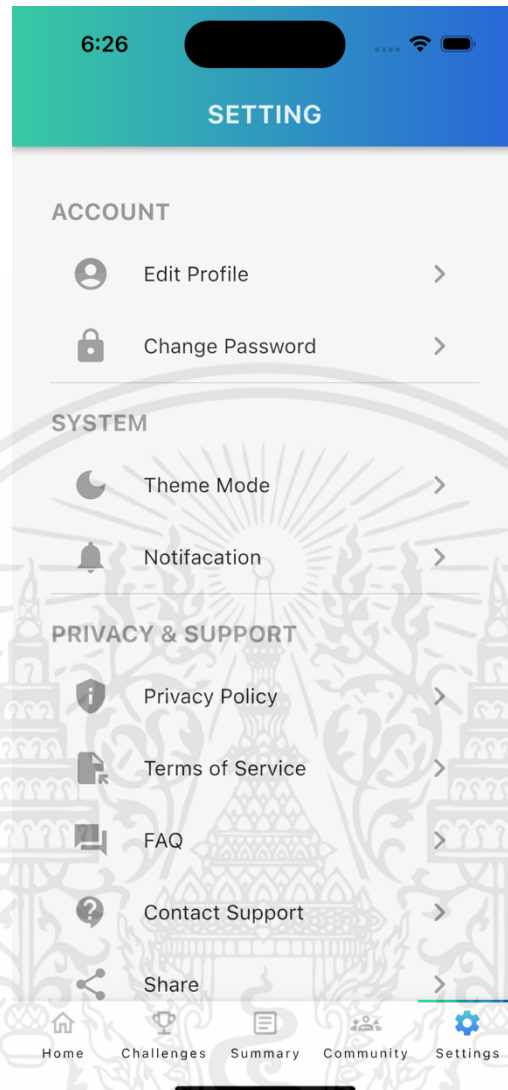 6:26
SETTING
ACCOUNT
Edit Profile
Change Password
SYSTEM
Theme Mode
Notifacation
PRIVACY & SUPPORT
Privacy Policy
Terms of Service
FAQ
Contact Support
Share
Home Challenges Summary Community Settings